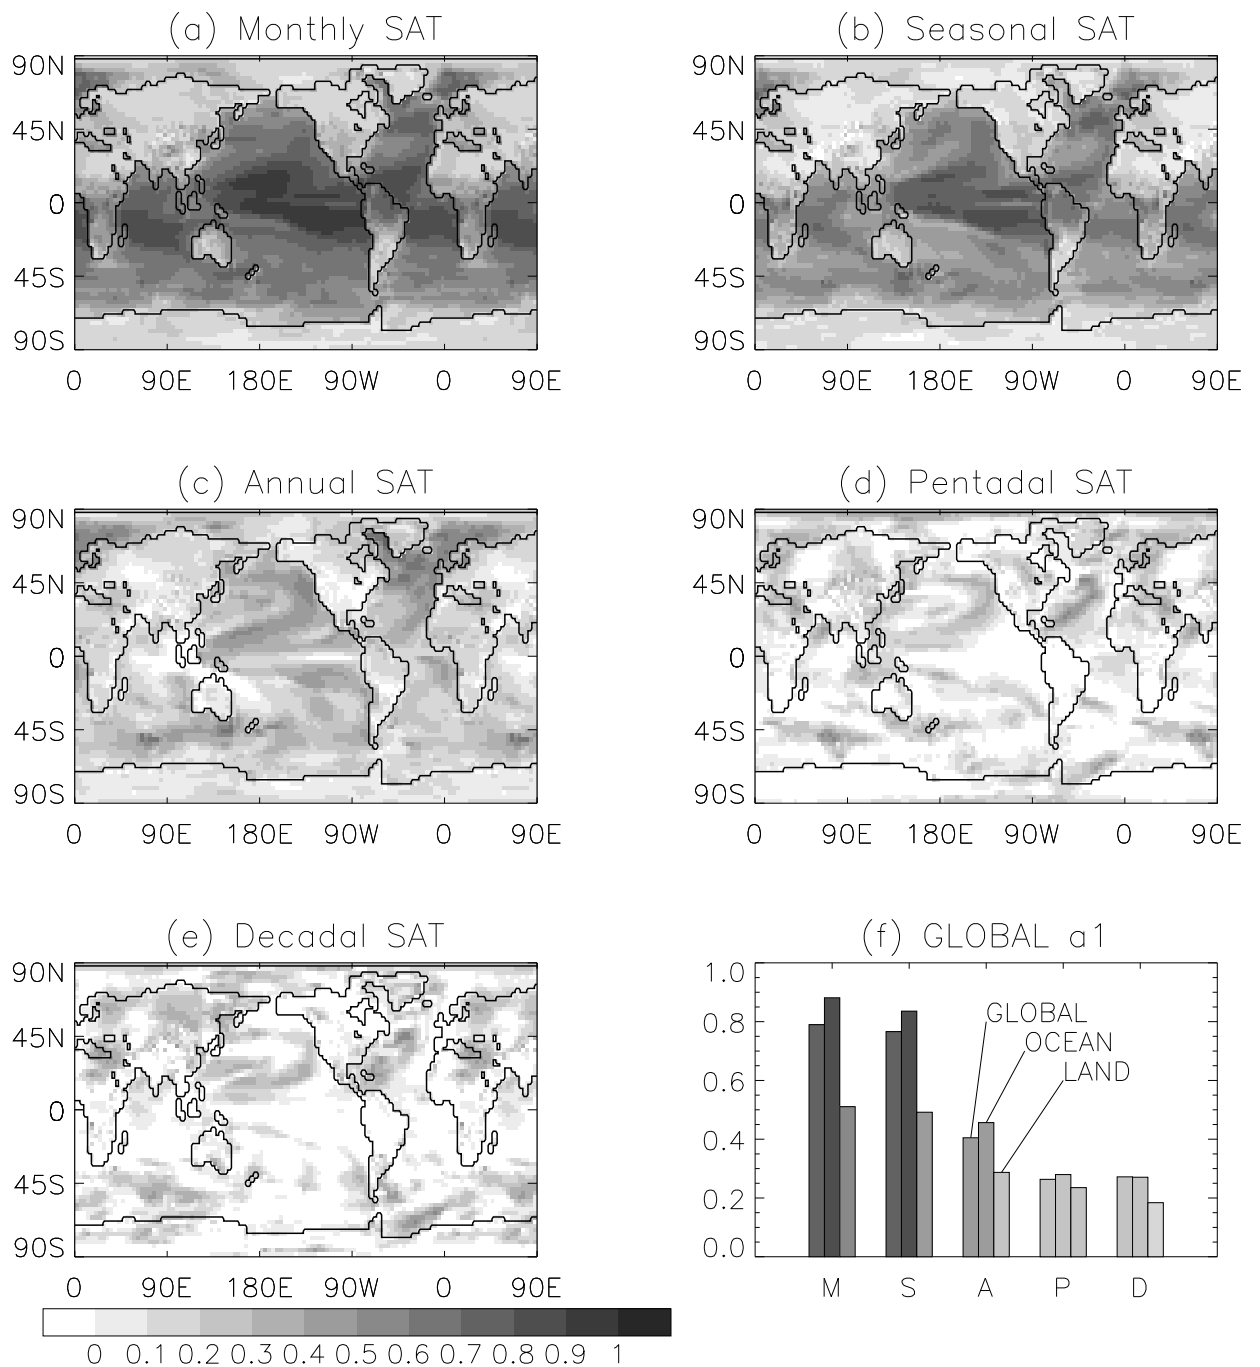 (a) Monthly SAT
90N
45N
0
45S
90S
0 90E 180E 90W 0 90E
(b) Seasonal SAT
90N
45N
0
45S
90S
0 90E 180E 90W 0 90E
(c) Annual SAT
90N
45N
0
45S
90S
0 90E 180E 90W 0 90E
(d) Pentadal SAT
90N
45N
0
45S
90S
0 90E 180E 90W 0 90E
(e) Decadal SAT
90N
45N
0
45S
90S
0 90E 180E 90W 0 90E
0 0.1 0.2 0.3 0.4 0.5 0.6 0.7 0.8 0.9 1
(f) GLOBAL a1
1.0
0.8
0.6
0.4
0.2
0.0
GLOBAL
OCEAN
LAND
M S A P D